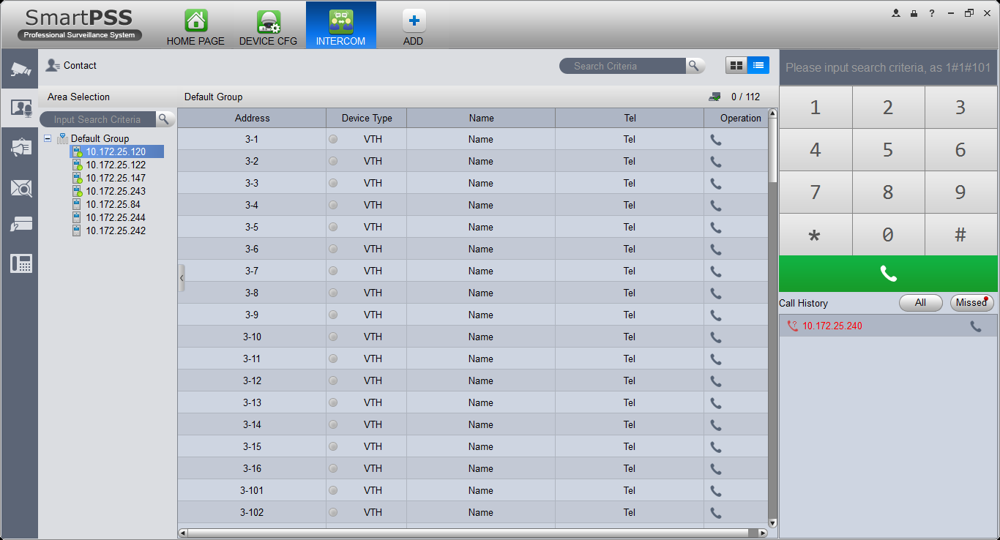 SmartPSS
Professional Surveillance System
HOME PAGE
DEVICE CFG
INTERCOM
ADD
?
Contact
Search Criteria
Please input search criteria, as 1#1#101
Area Selection
Input Search Criteria
Default Group
10.172.25.120
10.172.25.122
10.172.25.147
10.172.25.243
10.172.25.84
10.172.25.244
10.172.25.242
Default Group 0 / 112
Address Device Type Name Tel Operation
3-1 VTH Name Tel
3-2 VTH Name Tel
3-3 VTH Name Tel
3-4 VTH Name Tel
3-5 VTH Name Tel
3-6 VTH Name Tel
3-7 VTH Name Tel
3-8 VTH Name Tel
3-9 VTH Name Tel
3-10 VTH Name Tel
3-11 VTH Name Tel
3-12 VTH Name Tel
3-13 VTH Name Tel
3-14 VTH Name Tel
3-15 VTH Name Tel
3-16 VTH Name Tel
3-101 VTH Name Tel
3-102 VTH Name Tel
1 2 3
4 5 6
7 8 9
* 0 #
Call History All Missed
10.172.25.240